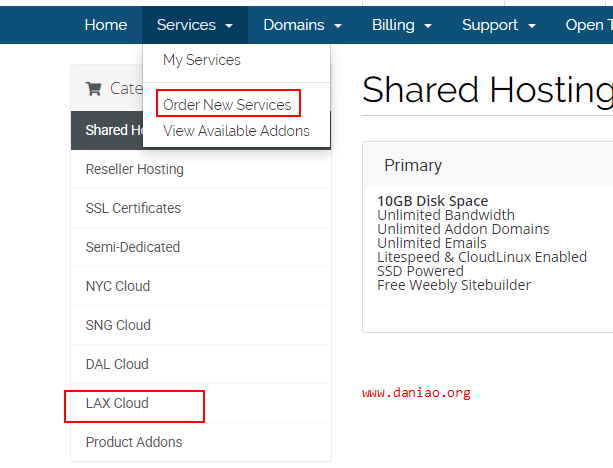 Home Services Domains Billing Support Open T
My Services
Order New Services
View Available Addons
Cate
Shared Ho
Reseller Hosting
SSL Certificates
Semi-Dedicated
NYC Cloud
SNG Cloud
DAL Cloud
LAX Cloud
Product Addons
Shared Hosting
Primary
10GB Disk Space
Unlimited Bandwidth
Unlimited Addon Domains
Unlimited Emails
Litespeed & CloudLinux Enabled
SSD Powered
Free Weebly Sitebuilder
www.daniao.org